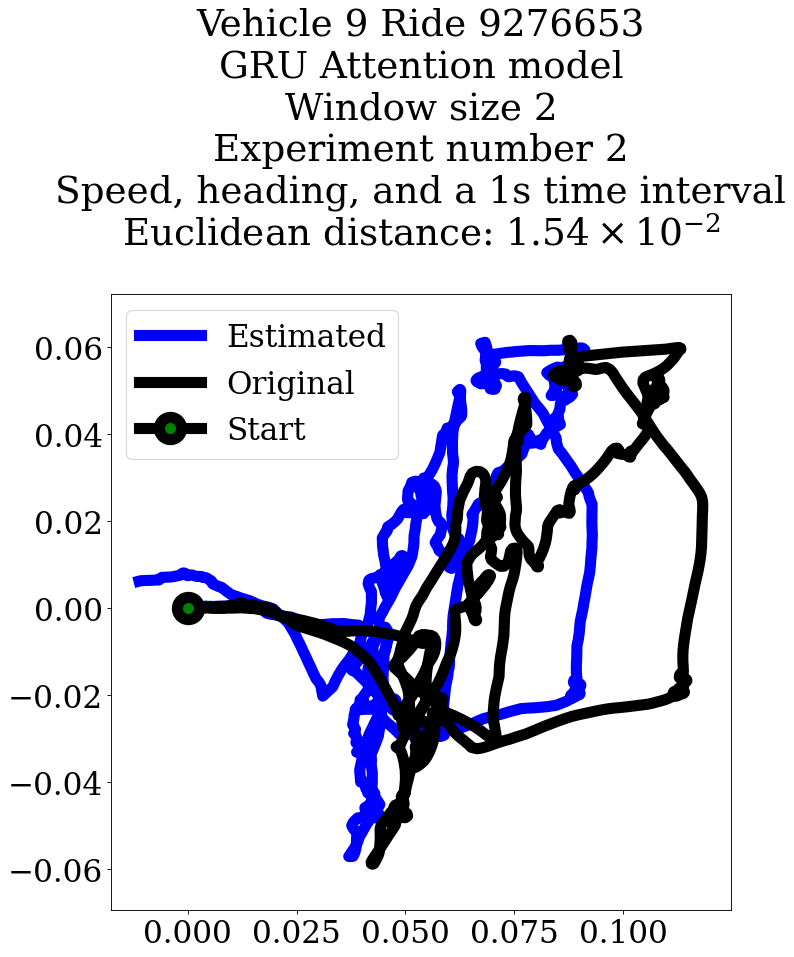 Vehicle 9 Ride 9276653
GRU Attention model
Window size 2
Experiment number 2
Speed, heading, and a 1s time interval
Euclidean distance: 1.54 × 10⁻²
Estimated
Original
Start
0.06
0.04
0.02
0.00
−0.02
−0.04
−0.06
0.000 0.025 0.050 0.075 0.100